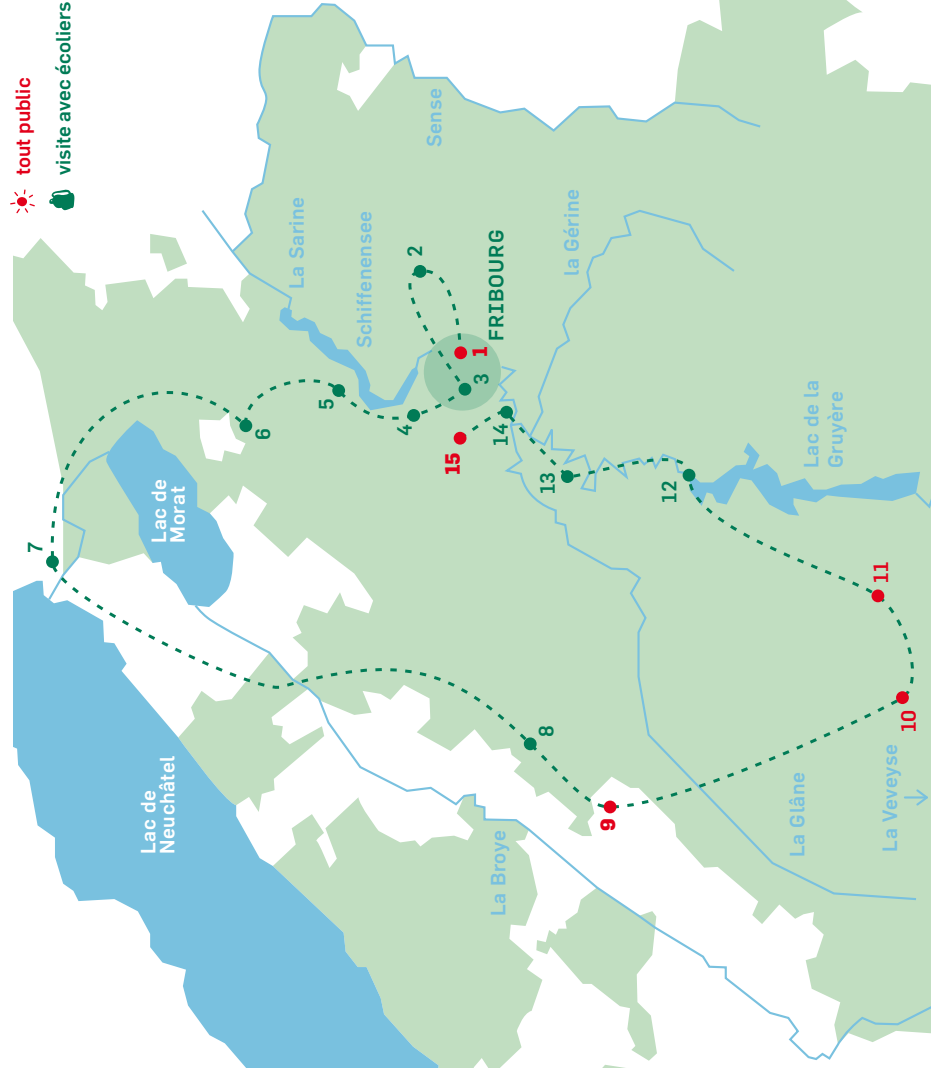 tout public
visite avec écoliers
Sense
La Sarine
Schiffenensee
la Gérine
FRIBOURG
2
1
3
5
4
6
14
15
13
12
Lac de la
Gruyère
7
Lac de
Morat
11
10
8
9
Lac de
Neuchâtel
La Broye
La Glâne
La Veveyse